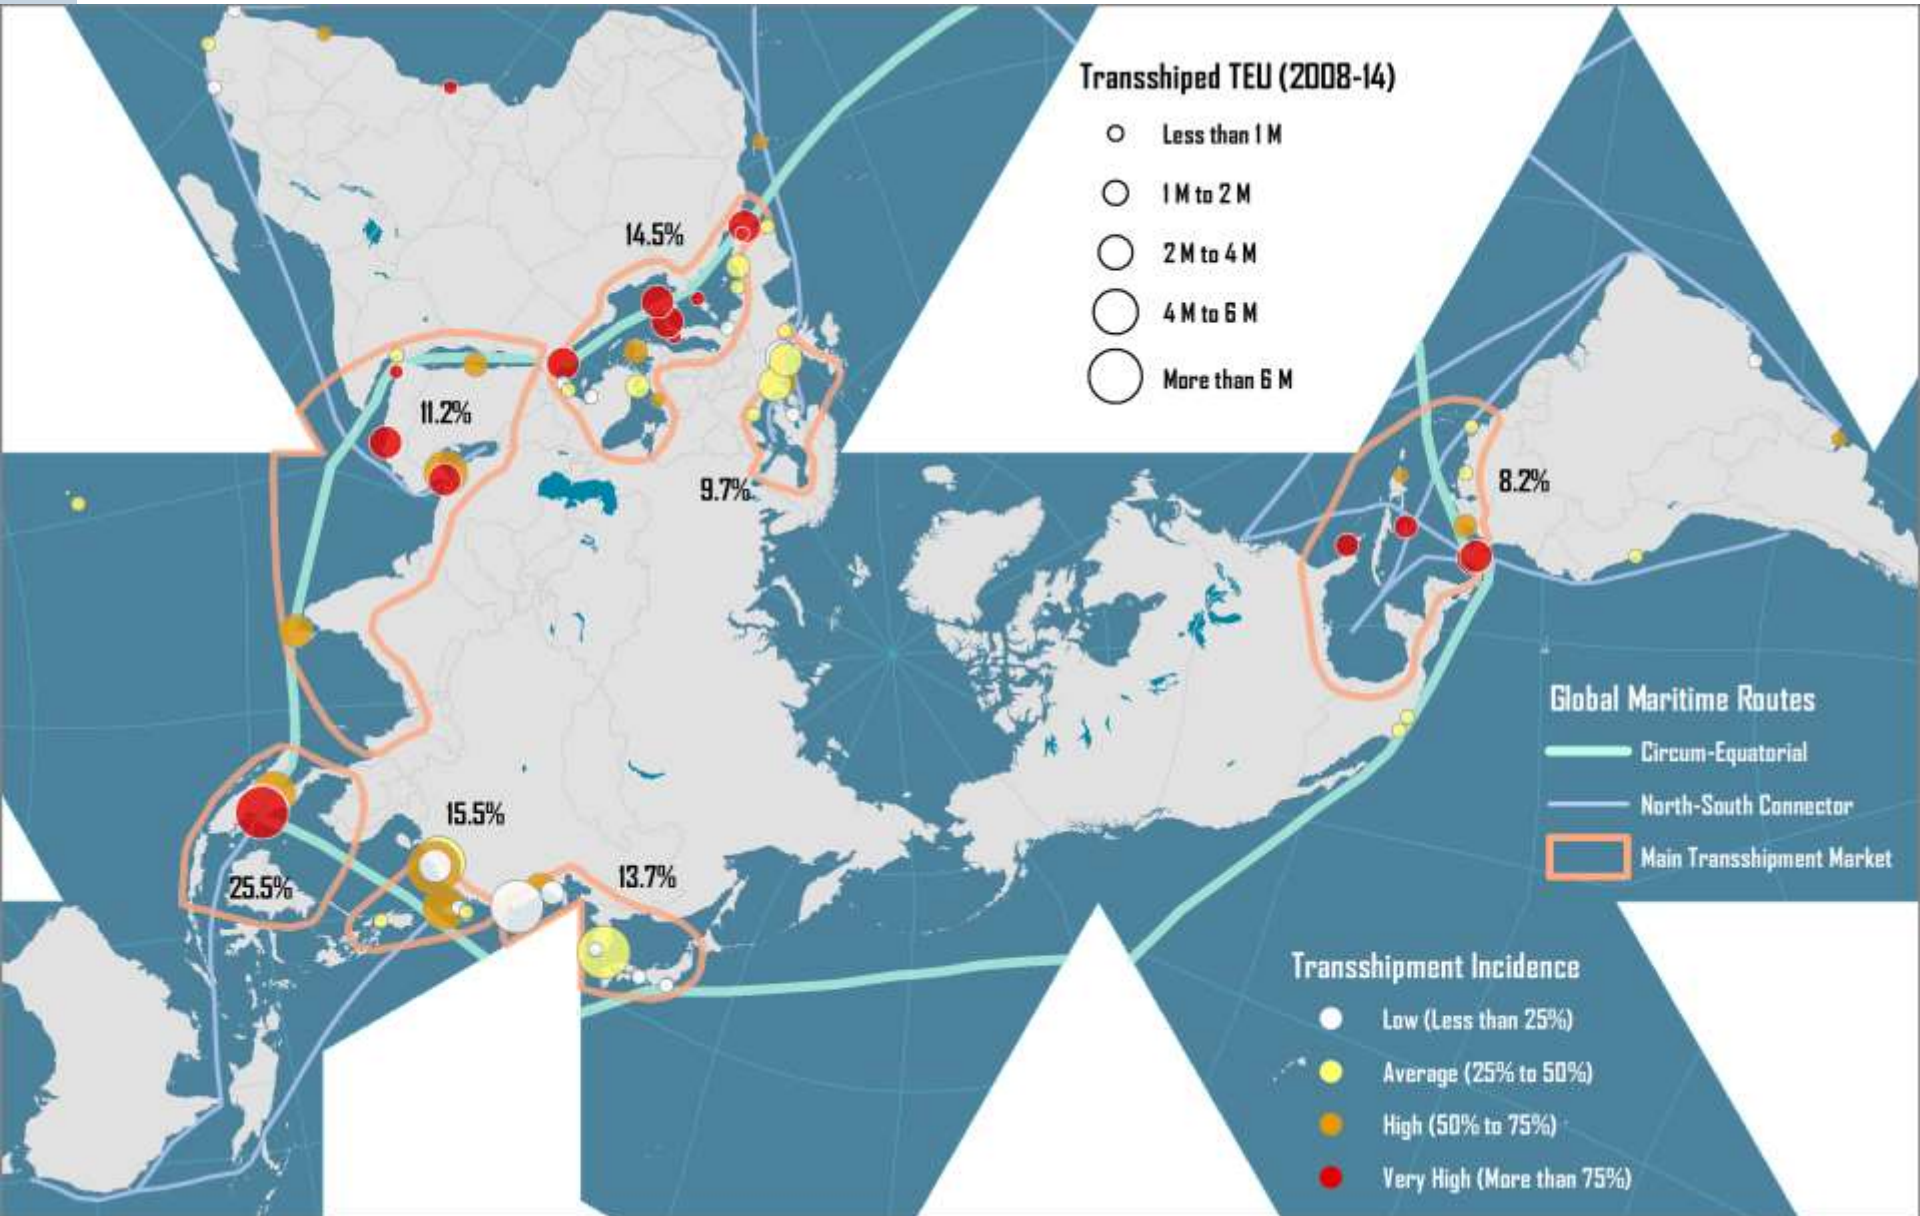 Transshiped TEU (2008-14)
Less than 1 M
1 M to 2 M
2 M to 4 M
4 M to 6 M
More than 6 M
14.5%
11.2%
9.7%
8.2%
15.5%
13.7%
25.5%
Global Maritime Routes
Circum-Equatorial
North-South Connector
Main Transshipment Market
Transshipment Incidence
Low (Less than 25%)
Average (25% to 50%)
High (50% to 75%)
Very High (More than 75%)